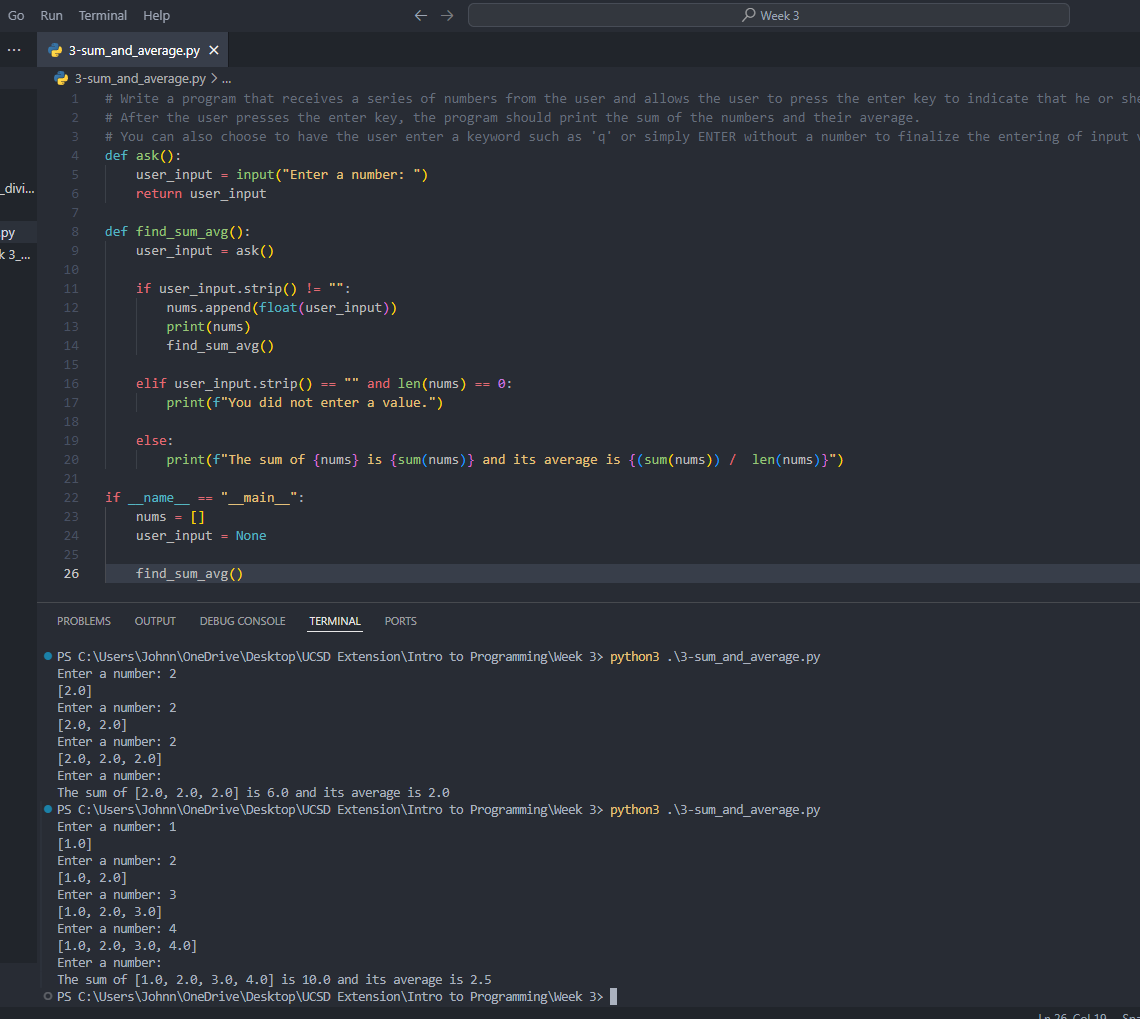 Go Run Terminal Help
Week 3
3-sum_and_average.py
3-sum_and_average.py > ...
1 # Write a program that receives a series of numbers from the user and allows the user to press the enter key to indicate that he or she
2 # After the user presses the enter key, the program should print the sum of the numbers and their average.
3 # You can also choose to have the user enter a keyword such as 'q' or simply ENTER without a number to finalize the entering of input v
4 def ask():
5     user_input = input("Enter a number: ")
6     return user_input
7
8 def find_sum_avg():
9     user_input = ask()
10
11     if user_input.strip() != "":
12         nums.append(float(user_input))
13         print(nums)
14         find_sum_avg()
15
16     elif user_input.strip() == "" and len(nums) == 0:
17         print(f"You did not enter a value.")
18
19     else:
20         print(f"The sum of {nums} is {sum(nums)} and its average is {(sum(nums)) /  len(nums)}")
21
22 if __name__ == "__main__":
23     nums = []
24     user_input = None
25
26     find_sum_avg()
_divi...
py
k 3_...
PROBLEMS OUTPUT DEBUG CONSOLE TERMINAL PORTS
PS C:\Users\Johnn\OneDrive\Desktop\UCSD Extension\Intro to Programming\Week 3> python3 .\3-sum_and_average.py
Enter a number: 2
[2.0]
Enter a number: 2
[2.0, 2.0]
Enter a number: 2
[2.0, 2.0, 2.0]
Enter a number:
The sum of [2.0, 2.0, 2.0] is 6.0 and its average is 2.0
PS C:\Users\Johnn\OneDrive\Desktop\UCSD Extension\Intro to Programming\Week 3> python3 .\3-sum_and_average.py
Enter a number: 1
[1.0]
Enter a number: 2
[1.0, 2.0]
Enter a number: 3
[1.0, 2.0, 3.0]
Enter a number: 4
[1.0, 2.0, 3.0, 4.0]
Enter a number:
The sum of [1.0, 2.0, 3.0, 4.0] is 10.0 and its average is 2.5
PS C:\Users\Johnn\OneDrive\Desktop\UCSD Extension\Intro to Programming\Week 3>
Ln 26, Col 19